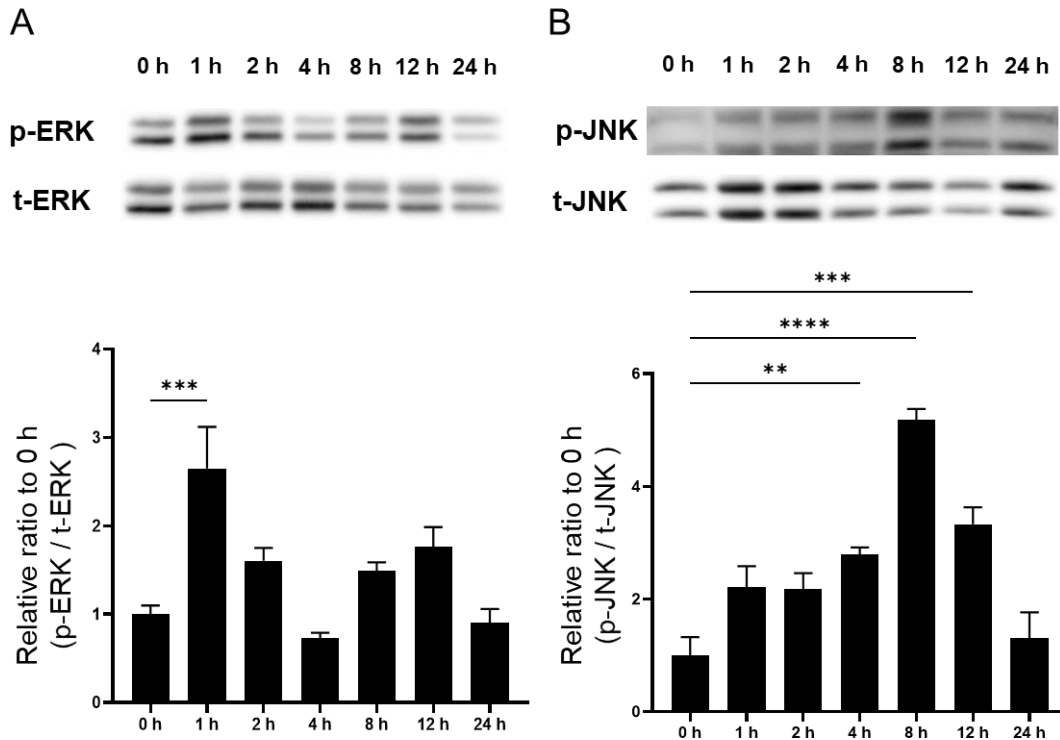 A
0 h 1 h 2 h 4 h 8 h 12 h 24 h
p-ERK
t-ERK
***
Relative ratio to 0 h
(p-ERK / t-ERK )
4
3
2
1
0
0 h 1 h 2 h 4 h 8 h 12 h 24 h
B
0 h 1 h 2 h 4 h 8 h 12 h 24 h
p-JNK
t-JNK
***
****
**
Relative ratio to 0 h
(p-JNK / t-JNK)
6
4
2
0
0 h 1 h 2 h 4 h 8 h 12 h 24 h